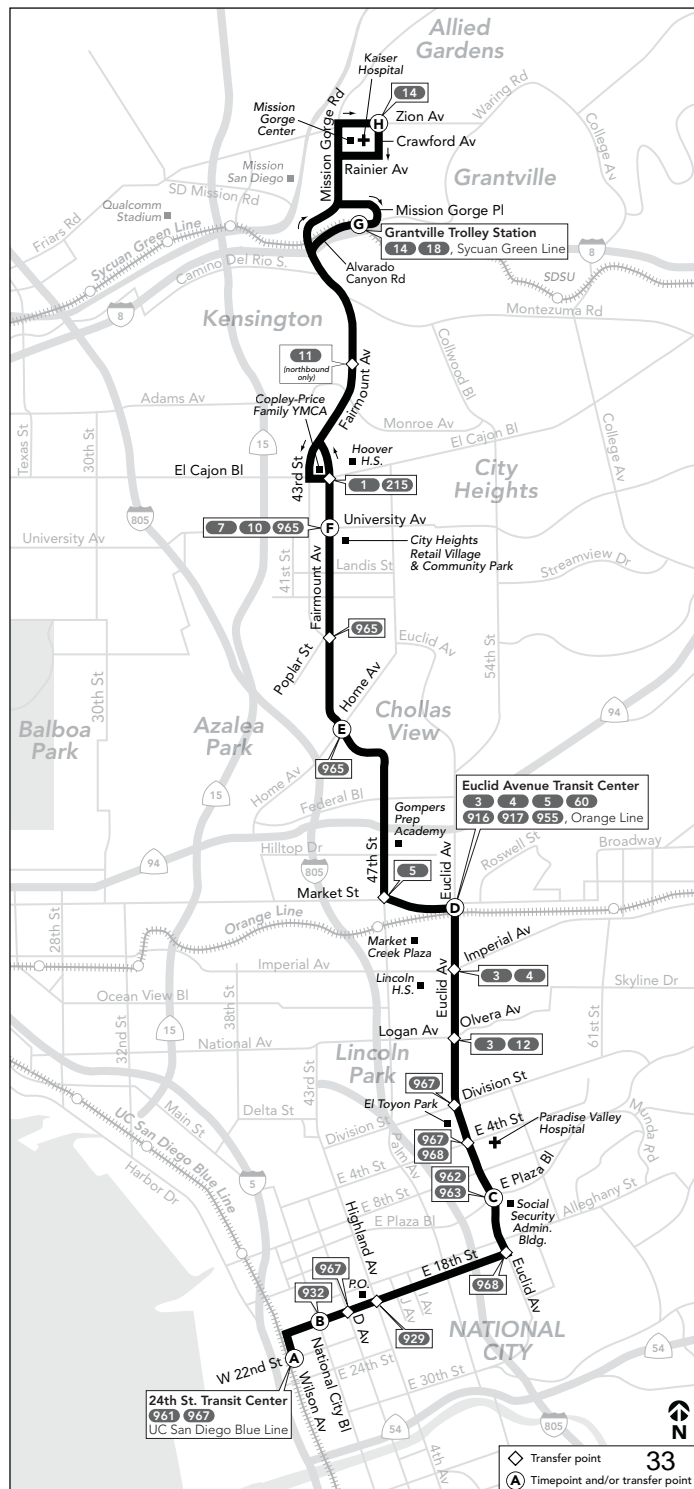 Allied
Gardens
Kaiser
Hospital
14
Mission
Gorge
Center
Mission Gorge Rd
H
Zion Av
Waring Rd
College Av
Crawford Av
Rainier Av
Mission
San Diego
SD Mission Rd
Grantville
Qualcomm
Stadium
Friars Rd
Mission Gorge Pl
G
Grantville Trolley Station
14 18, Sycuan Green Line
Sycuan Green Line
Camino Del Rio S.
Alvarado
Canyon Rd
8
SDSU
8
Montezuma Rd
Kensington
11
(northbound
only)
Fairmount Av
Collwood Bl
Copley-Price
Family YMCA
Adams Av
Monroe Av
Texas St
30th St
15
El Cajon Bl
College Av
Hoover
H.S.
43rd St
El Cajon Bl
City
Heights
1 215
805
7 10 965
F
University Av
University Av
City Heights
Retail Village
& Community Park
Fairmount Av
41st St
Landis St
Streamview Dr
965
Poplar St
Euclid Av
54th St
Home Av
30th St
Balboa
Park
Azalea
Park
Chollas
View
94
E
965
Home Av
15
Federal Bl
Euclid Avenue Transit Center
3 4 5 60
916 917 955, Orange Line
Gompers
Prep
Academy
Hilltop Dr
47th St
Euclid Av
Roswell St
Broadway
94
805
5
Market St
D
Orange Line
28th St
Market
Creek Plaza
Imperial Av
Imperial Av
Lincoln
H.S.
Euclid Av
3 4
Skyline Dr
Ocean View Bl
38th St
Olvera Av
61st St
32nd St
15
National Av
Logan Av
3 12
43rd St
Lincoln
Park
967
Division St
Main St
Delta St
El Toyon Park
E 4th St
Paradise Valley
Hospital
UC San Diego Blue Line
Division St
Palm Av
967
968
Munda Rd
Harbor Dr
5
E 4th St
962
963
E Plaza Bl
C
E 8th St
Social
Security
Admin.
Bldg.
Alleghany St
Highland Av
E Plaza Bl
E 18th St
968
Euclid Av
967
P.O.
932
B
D Av
929
NATIONAL
CITY
54
W 22nd St
A
National City Bl
Wilson Av
E 24th St
E 30th St
24th St. Transit Center
961 967
UC San Diego Blue Line
54
805
4th Av
N
Transfer point
33
A Timepoint and/or transfer point